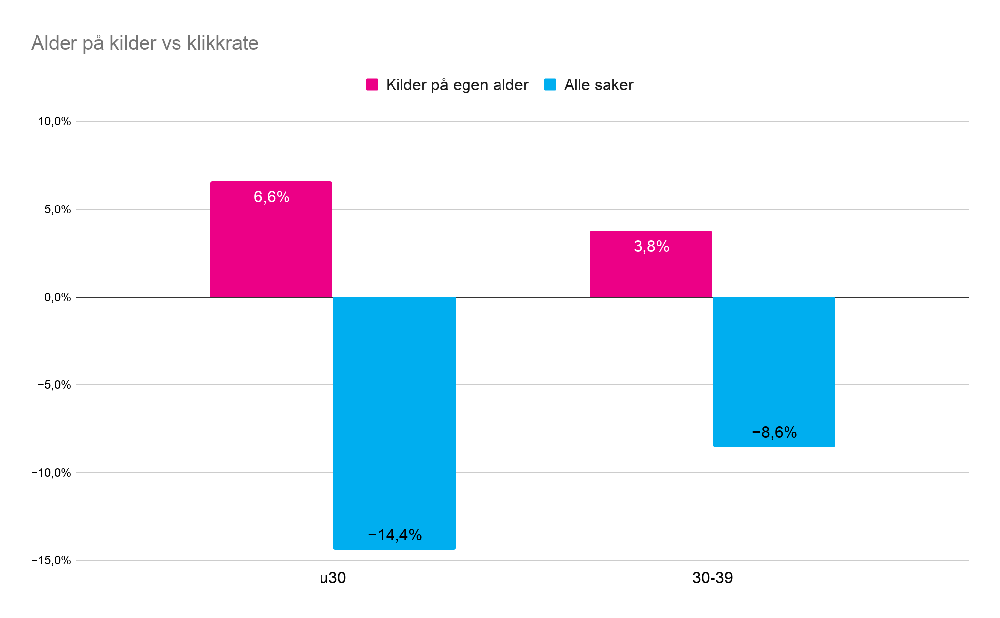 Alder på kilder vs klikkrate
Kilder på egen alder
Alle saker
10,0%
5,0%
0,0%
−5,0%
−10,0%
−15,0%
6,6%
−14,4%
3,8%
−8,6%
u30
30-39